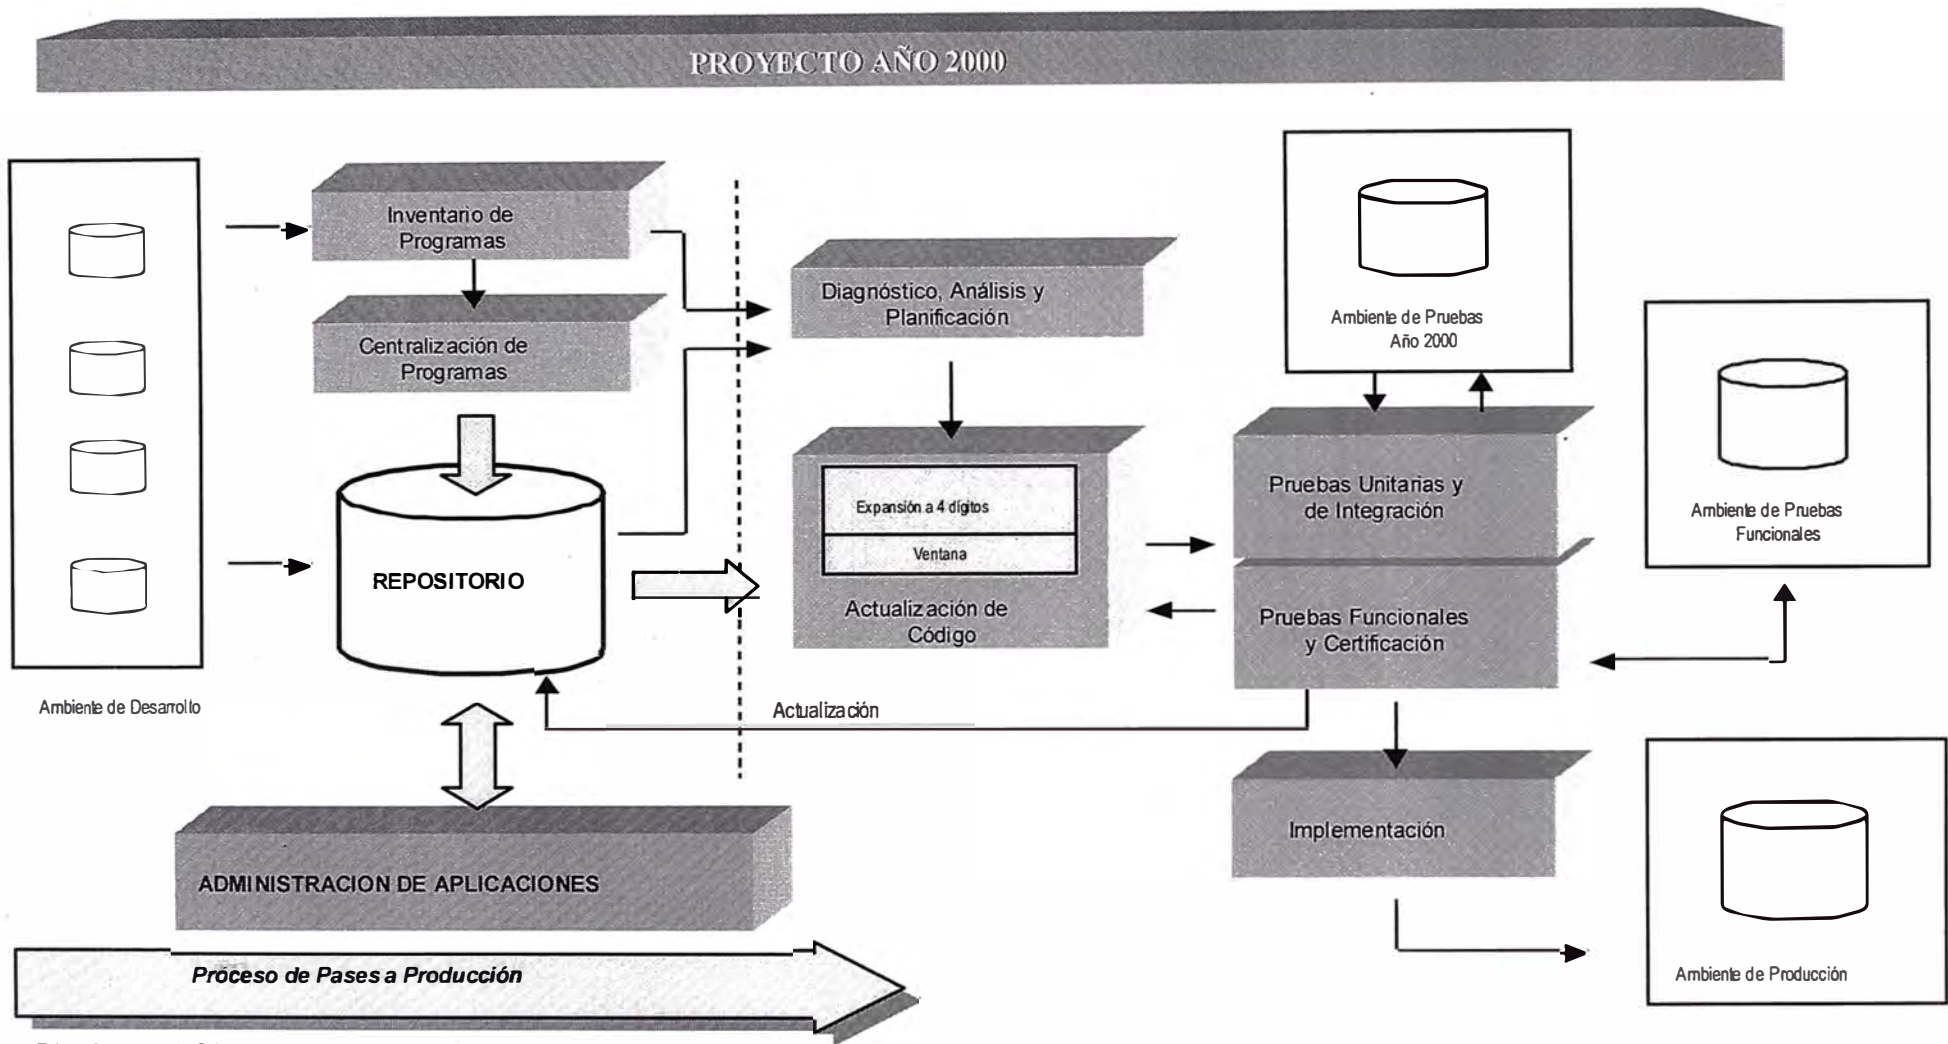 PROYECTO AÑO 2000
Inventario de
Programas
Centralización de
Programas
REPOSITORIO
Ambiente de Desarrollo
Diagnóstico, Análisis y
Planificación
Expansión a 4 dígitos
Ventana
Actualización de
Código
Actualización
Ambiente de Pruebas
Año 2000
Pruebas Unitarias y
de Integración
Pruebas Funcionales
y Certificación
Ambiente de Pruebas
Funcionales
Implementación
Ambiente de Producción
ADMINISTRACION DE APLICACIONES
Proceso de Pases a Producción